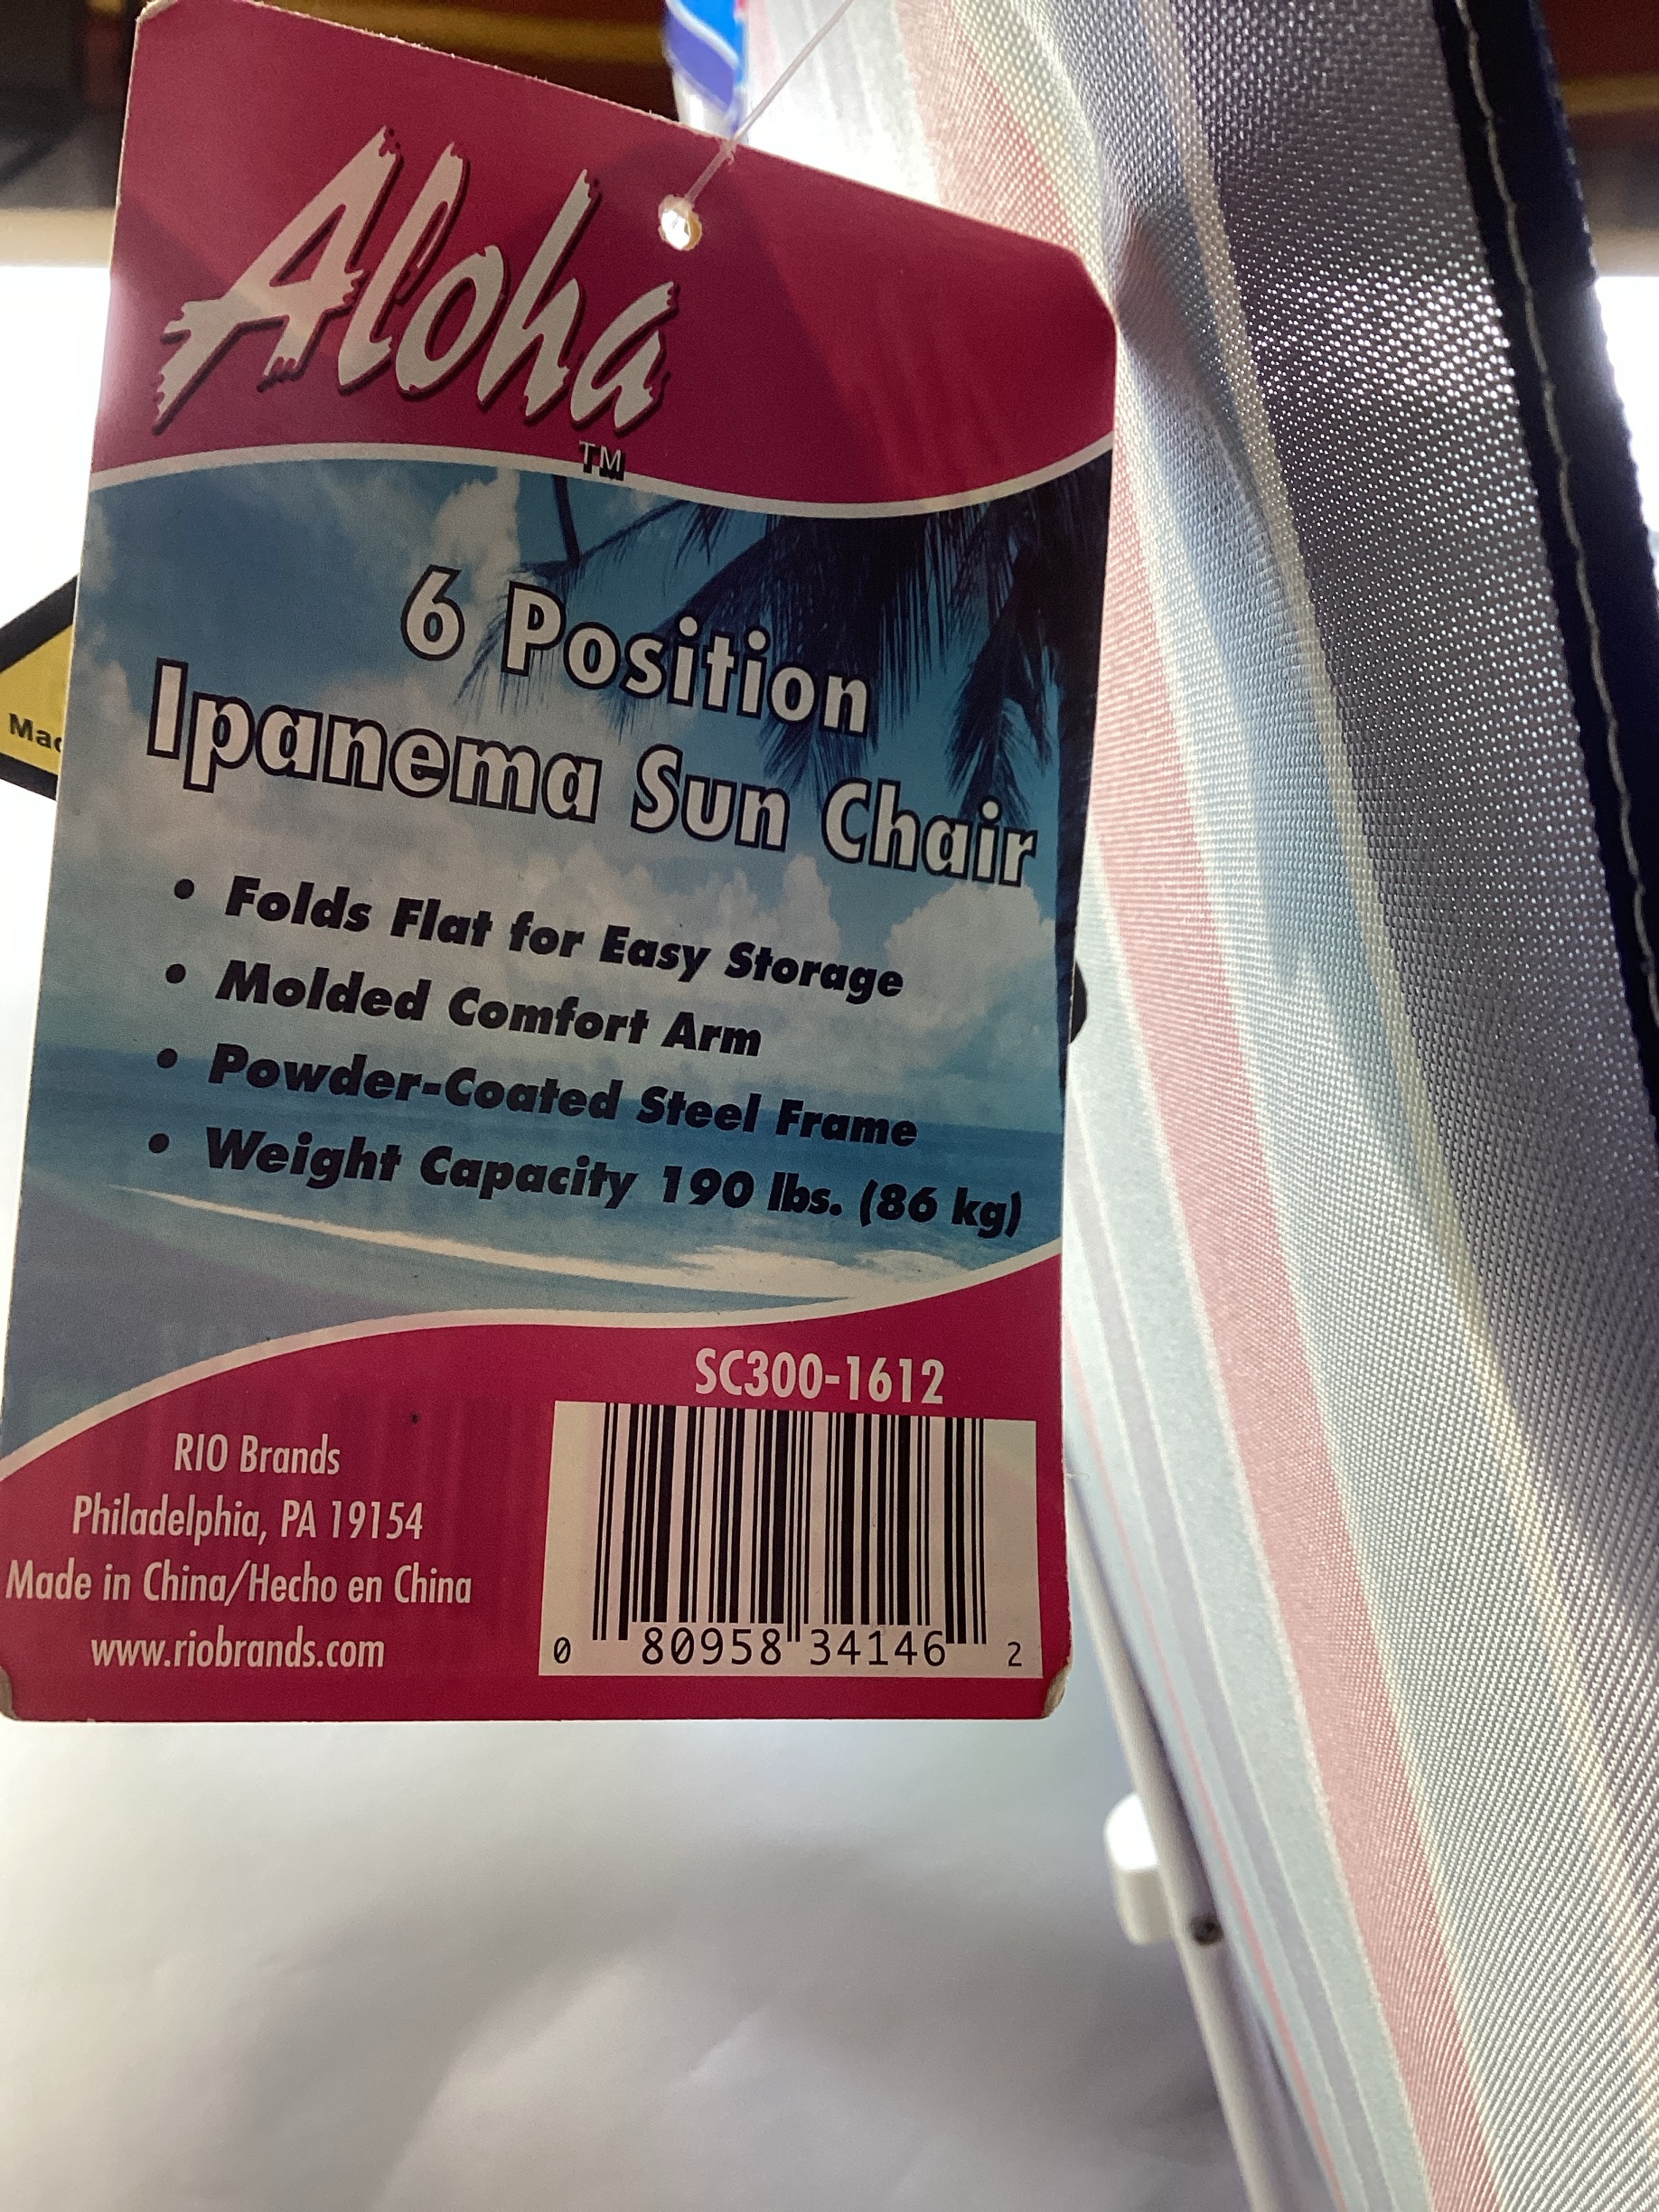 Aloha
TM
6 Position
Ipanema Sun Chair
• Folds Flat for Easy Storage
• Molded Comfort Arm
• Powder-Coated Steel Frame
• Weight Capacity 190 lbs. (86 kg)
SC300-1612
RIO Brands
Philadelphia, PA 19154
Made in China/Hecho en China
www.riobrands.com
0 80958 34146 2